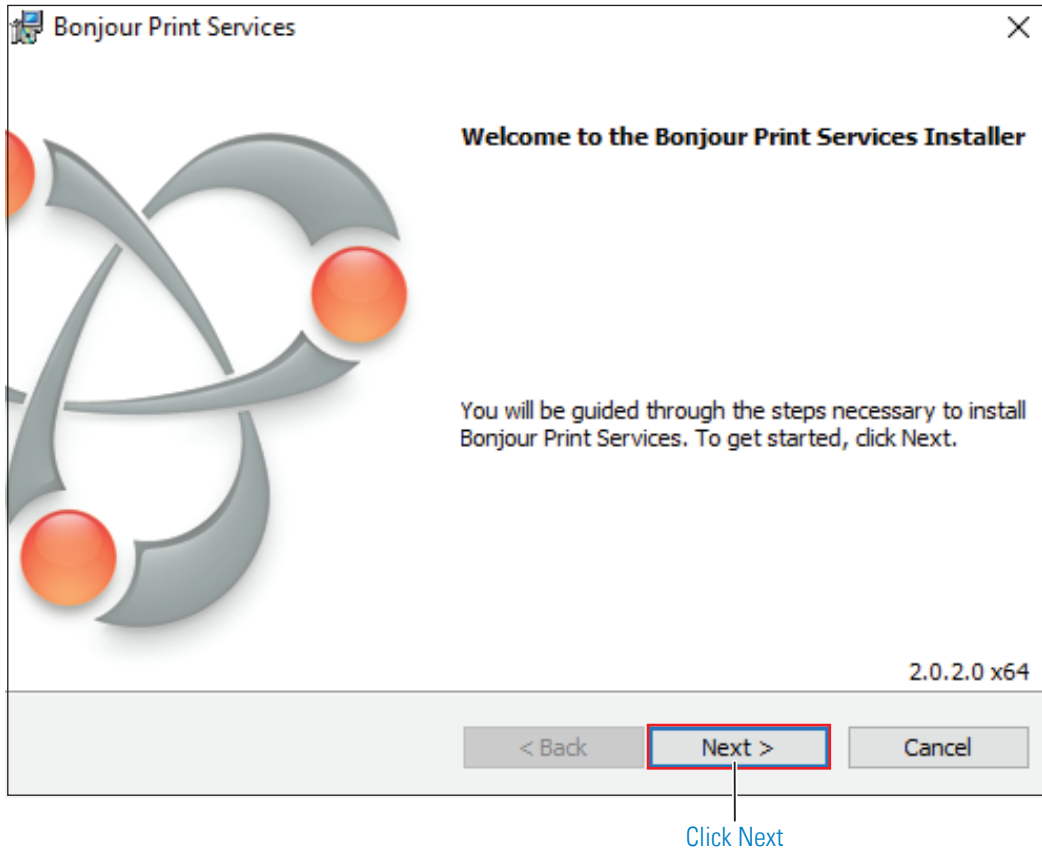 Bonjour Print Services
Welcome to the Bonjour Print Services Installer
You will be guided through the steps necessary to install
Bonjour Print Services. To get started, click Next.
2.0.2.0 x64
< Back
Next >
Cancel
Click Next